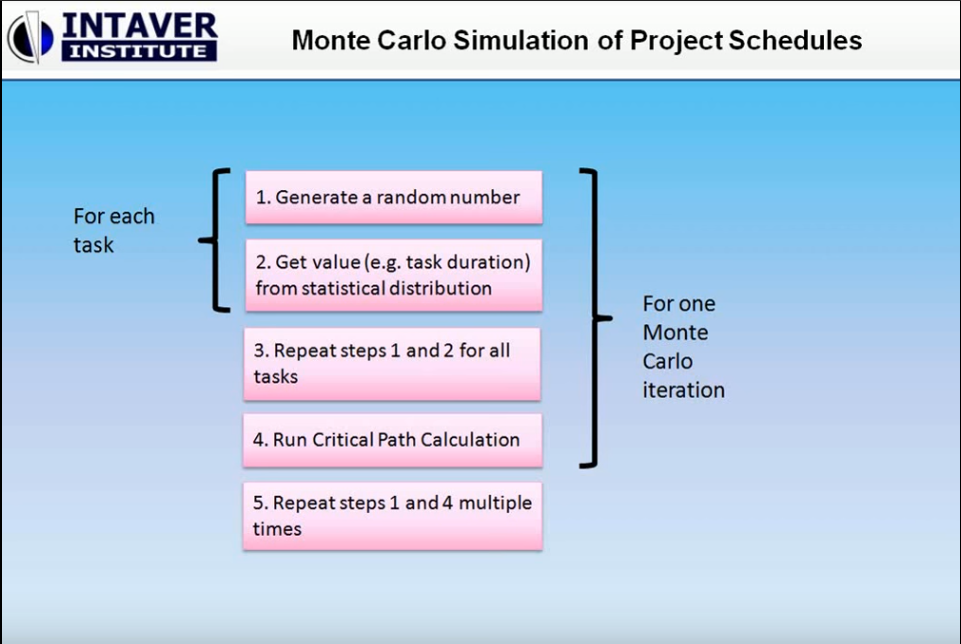 INTAVER
INSTITUTE
Monte Carlo Simulation of Project Schedules
For each
task
1. Generate a random number
2. Get value (e.g. task duration)
from statistical distribution
3. Repeat steps 1 and 2 for all
tasks
4. Run Critical Path Calculation
5. Repeat steps 1 and 4 multiple
times
For one
Monte
Carlo
iteration